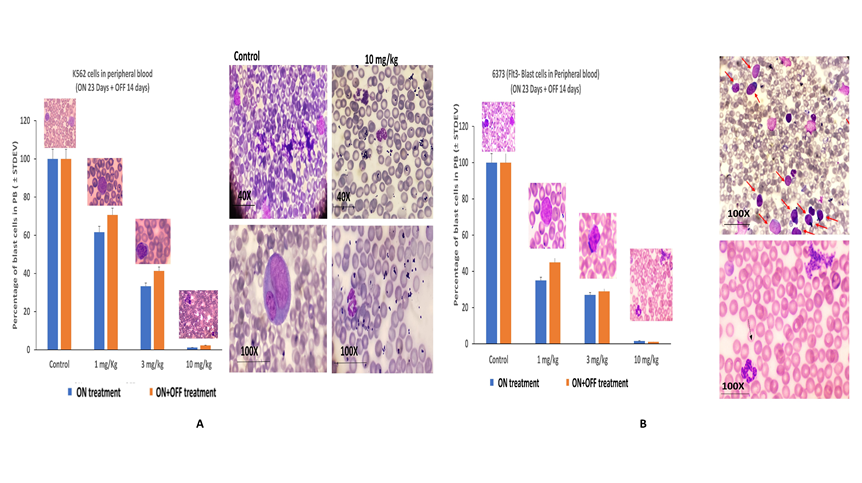 K562 cells in peripheral blood
(ON 23 Days + OFF 14 days)
Percentage of blast cells in PB ( ± STDEV)
120
100
80
60
40
20
0
Control
1 mg/Kg
3 mg/kg
10 mg/kg
ON treatment
ON+OFF treatment
A
Control
10 mg/kg
40X
40X
100X
100X
6373 (Flt3- Blast cells in Peripheral blood)
(ON 23 Days + OFF 14 days)
Percentage of blast cells in PB (± STDEV)
120
100
80
60
40
20
0
Control
1 mg/kg
3 mg/kg
10 mg/kg
ON treatment
ON+OFF treatment
B
100X
100X